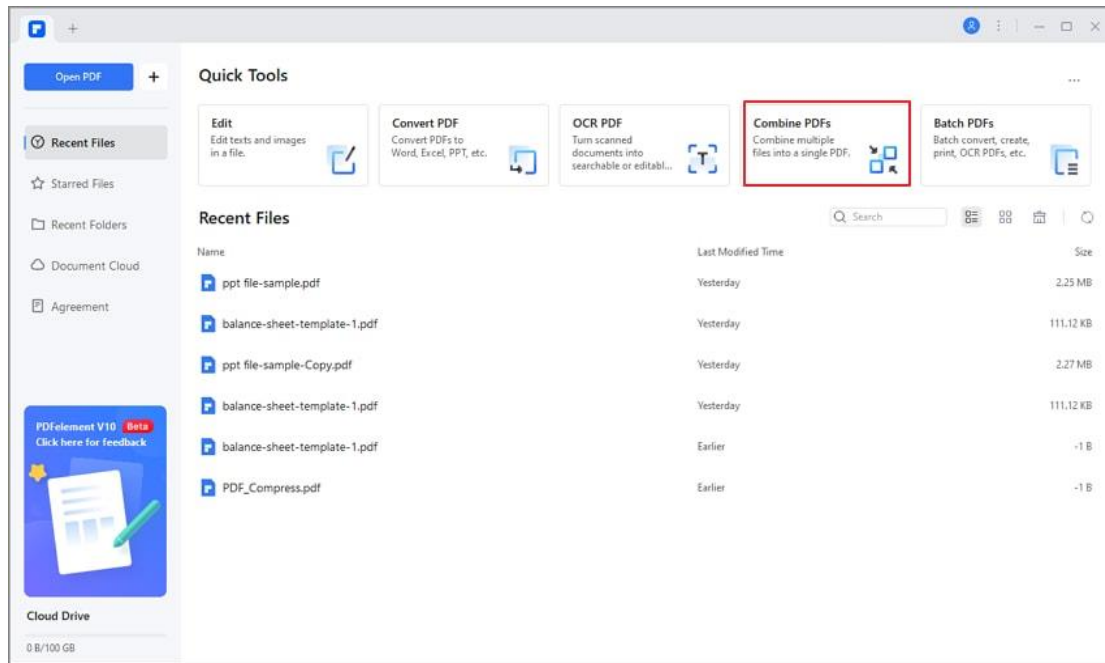 Open PDF
+
Recent Files
Starred Files
Recent Folders
Document Cloud
Agreement
PDFelement V10 Beta
Click here for feedback
Cloud Drive
0 B/100 GB
Quick Tools
...
Edit
Edit texts and images
in a file.
Convert PDF
Convert PDFs to
Word, Excel, PPT, etc.
OCR PDF
Turn scanned
documents into
searchable or editabl...
T
Combine PDFs
Combine multiple
files into a single PDF.
Batch PDFs
Batch convert, create,
print, OCR PDFs, etc.
Recent Files
Search
Name Last Modified Time Size
ppt file-sample.pdf Yesterday 2.25 MB
balance-sheet-template-1.pdf Yesterday 111.12 KB
ppt file-sample-Copy.pdf Yesterday 2.27 MB
balance-sheet-template-1.pdf Yesterday 111.12 KB
balance-sheet-template-1.pdf Earlier -1 B
PDF_Compress.pdf Earlier -1 B